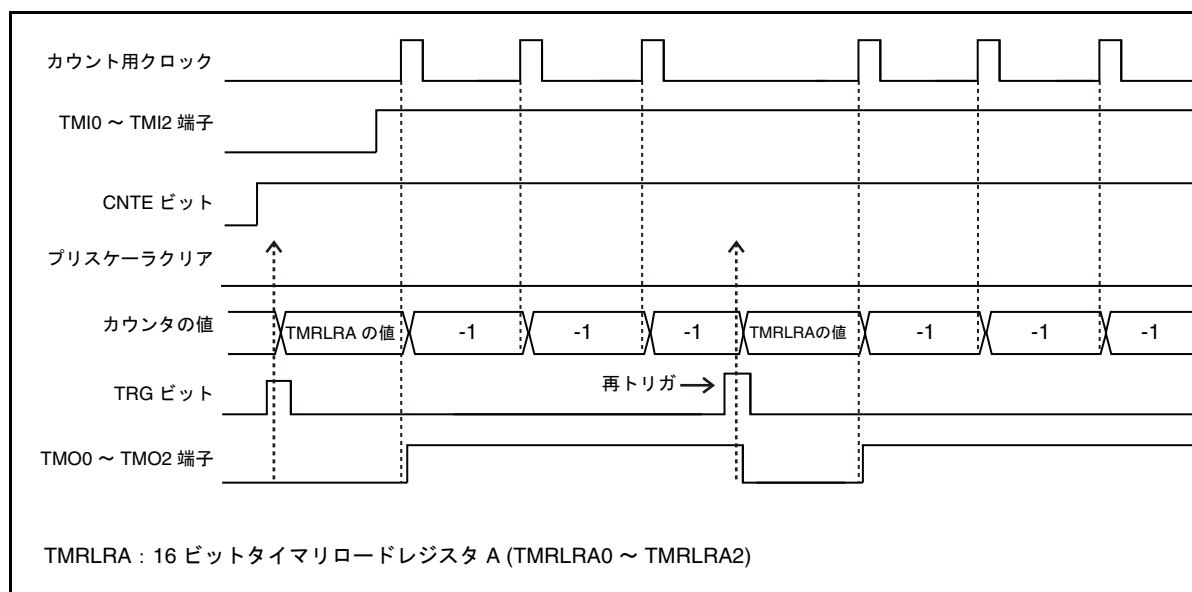 カウント用クロック
TMI0 ～ TMI2 端子
CNTE ビット
プリスケーラクリア
カウンタの値 TMRLRA の値 -1 -1 -1 TMRLRAの値 -1 -1 -1
再トリガ
TRG ビット
TMO0 ～ TMO2 端子
TMRLRA : 16 ビットタイマリロードレジスタ A (TMRLRA0 ～ TMRLRA2)